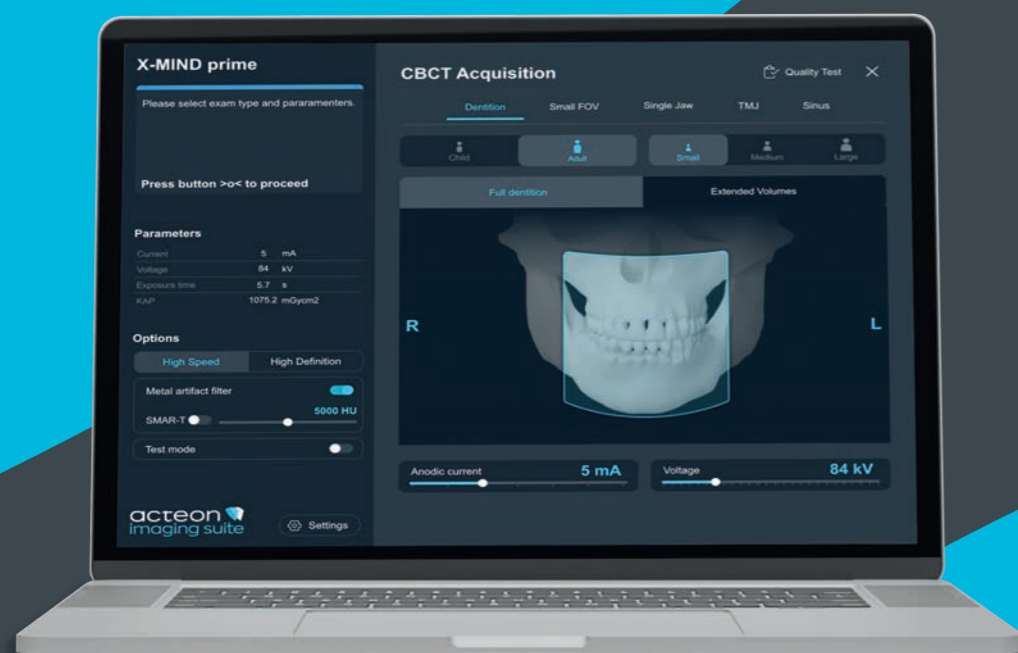 X-MIND prime
Please select exam type and pararamenters.
Press button >o< to proceed
Parameters
Current 5 mA
Voltage 84 kV
Exposure time 5.7 s
KAP 1075.2 mGycm2
Options
High Speed High Definition
Metal artifact filter
5000 HU
SMAR-T
Test mode
acteon
imaging suite
Settings
CBCT Acquisition
Quality Test
Dentition Small FOV Single Jaw TMJ Sinus
Child Adult Small Medium Large
Full dentition Extended Volumes
R L
Anodic current 5 mA
Voltage 84 kV